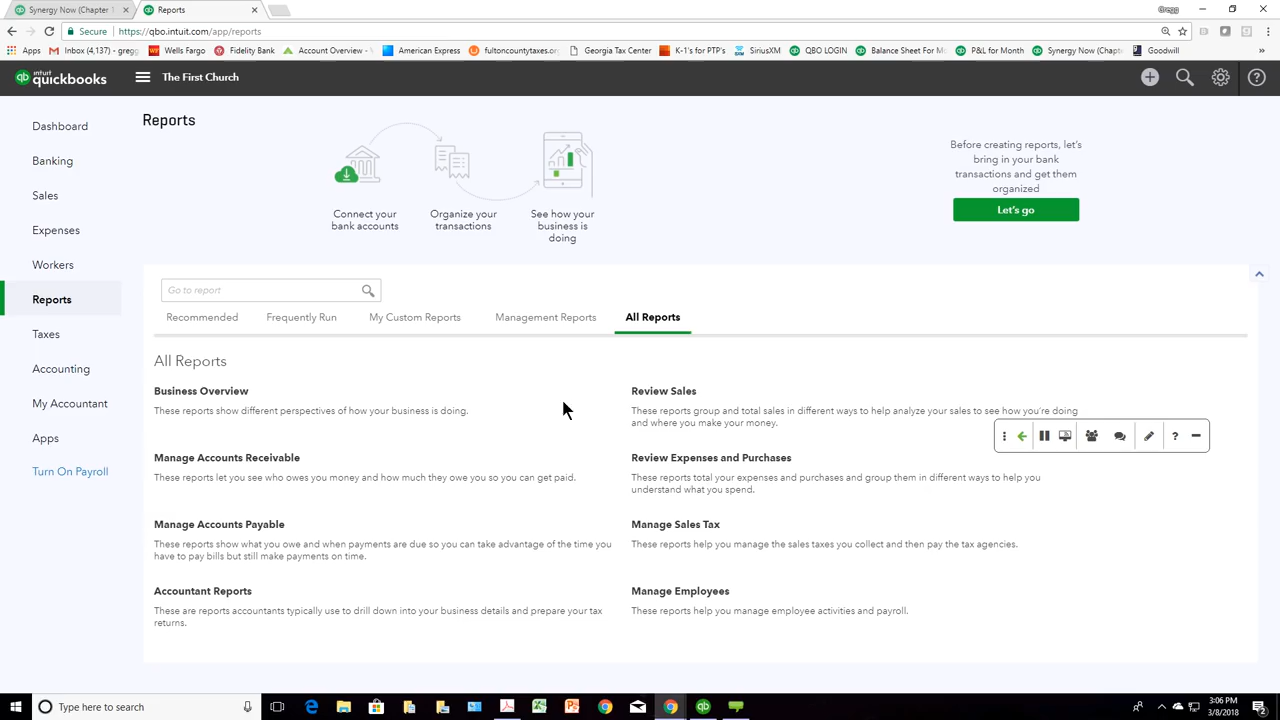 Synergy Now (Chapter 1
Reports
Gregg
Secure
https://qbo.intuit.com/app/reports
Apps
Inbox (4,137) - gregg
Wells Fargo
Fidelity Bank
Account Overview -
American Express
fultoncountytaxes.org
Georgia Tax Center
K-1's for PTP's
SiriusXM
QBO LOGIN
Balance Sheet For M
P&L for Month
Synergy Now (Chapt
Goodwill
»
intuit
quickbooks
The First Church
Dashboard
Banking
Sales
Expenses
Workers
Reports
Taxes
Accounting
My Accountant
Apps
Turn On Payroll
Reports
Connect your
bank accounts
Organize your
transactions
See how your
business is
doing
Before creating reports, let's
bring in your bank
transactions and get them
organized
Let's go
Go to report
Recommended
Frequently Run
My Custom Reports
Management Reports
All Reports
All Reports
Business Overview
These reports show different perspectives of how your business is doing.
Manage Accounts Receivable
These reports let you see who owes you money and how much they owe you so you can get paid.
Manage Accounts Payable
These reports show what you owe and when payments are due so you can take advantage of the time you
have to pay bills but still make payments on time.
Accountant Reports
These are reports accountants typically use to drill down into your business details and prepare your tax
returns.
Review Sales
These reports group and total sales in different ways to help analyze your sales to see how you're doing
and where you make your money.
Review Expenses and Purchases
These reports total your expenses and purchases and group them in different ways to help you
understand what you spend.
Manage Sales Tax
These reports help you manage the sales taxes you collect and then pay the tax agencies.
Manage Employees
These reports help you manage employee activities and payroll.
Type here to search
3:06 PM
3/8/2018
2